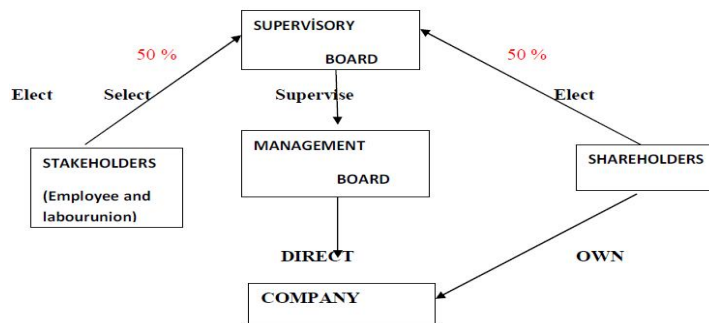 SUPERVİSORY
BOARD
50 %
50 %
Elect Select Supervise Elect
STAKEHOLDERS
(Employee and
labourunion)
MANAGEMENT
BOARD
SHAREHOLDERS
DIRECT
OWN
COMPANY